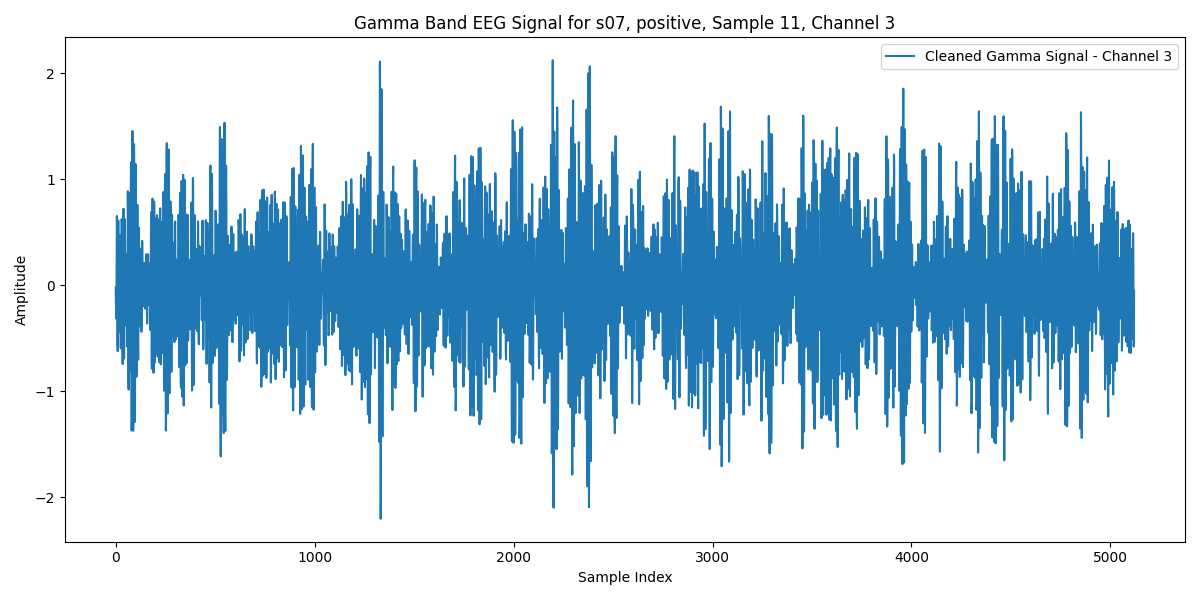 Gamma Band EEG Signal for s07, positive, Sample 11, Channel 3
Cleaned Gamma Signal - Channel 3
2
1
0
−1
−2
Amplitude
0 1000 2000 3000 4000 5000
Sample Index